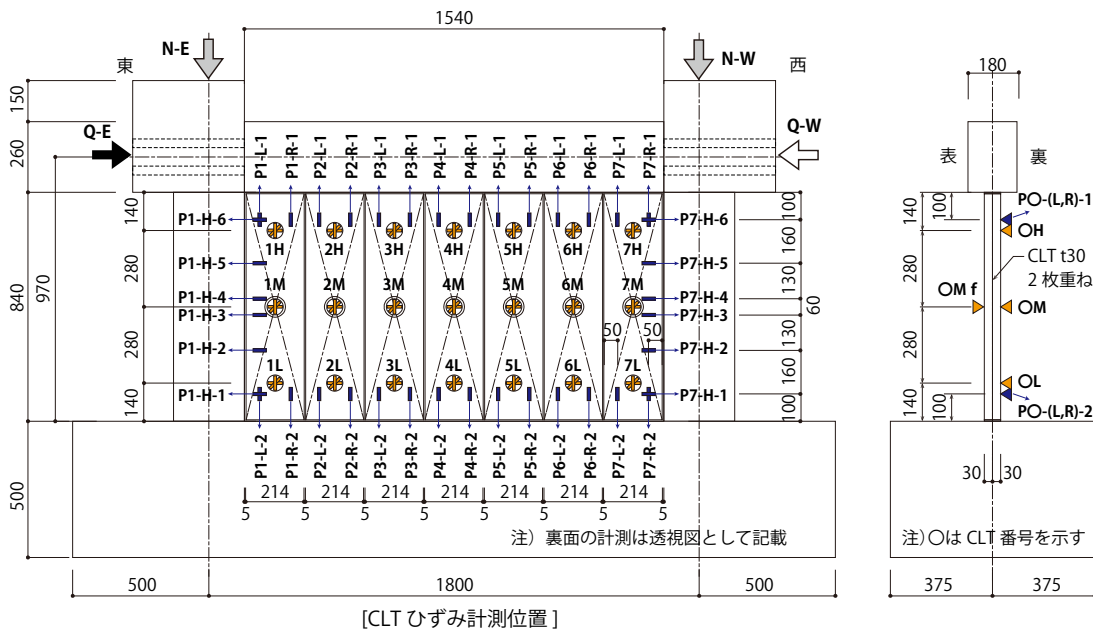 1540
N-E
N-W
東
西
180
150
260
840
970
Q-E
Q-W
P1-L-1
P1-R-1
P2-L-1
P2-R-1
P3-L-1
P3-R-1
P4-L-1
P4-R-1
P5-L-1
P5-R-1
P6-L-1
P6-R-1
P7-L-1
P7-R-1
表
裏
140
280
280
140
P1-H-6
P1-H-5
P1-H-4
P1-H-3
P1-H-2
P1-H-1
1H 2H 3H 4H 5H 6H 7H
1M 2M 3M 4M 5M 6M 7M
50 50
1L 2L 3L 4L 5L 6L 7L
P7-H-6
P7-H-5
P7-H-4
P7-H-3
P7-H-2
P7-H-1
100
160
130
60
130
160
100
140
100
280
280
140
100
PO-(L,R)-1
OH
CLT t30
2 枚重ね
OM f
OM
OL
PO-(L,R)-2
P1-L-2
P1-R-2
P2-L-2
P2-R-2
P3-L-2
P3-R-2
P4-L-2
P4-R-2
P5-L-2
P5-R-2
P6-L-2
P6-R-2
P7-L-2
P7-R-2
500
214 214 214 214 214 214 214
5 5 5 5 5 5 5 5
30 30
注）裏面の計測は透視図として記載
注)〇は CLT 番号を示す
500 1800 500
375 375
[CLT ひずみ計測位置 ]